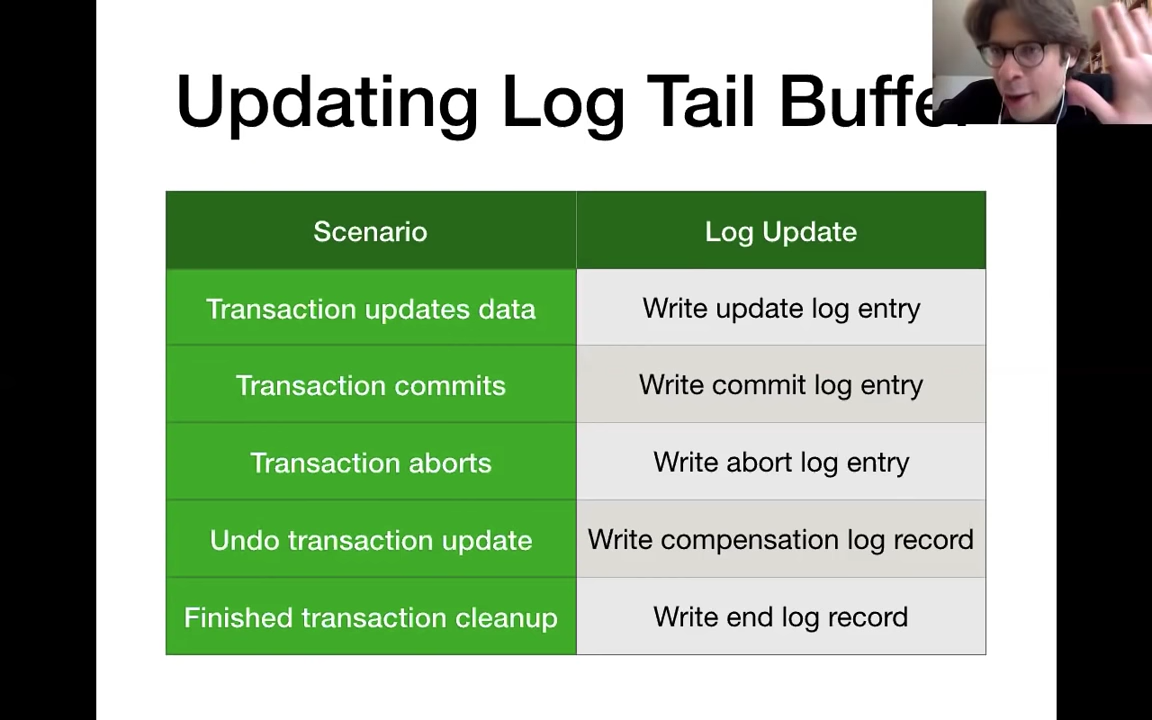 Updating Log Tail Buffe
Scenario
Log Update
Transaction updates data
Write update log entry
Transaction commits
Write commit log entry
Transaction aborts
Write abort log entry
Undo transaction update
Write compensation log record
Finished transaction cleanup
Write end log record